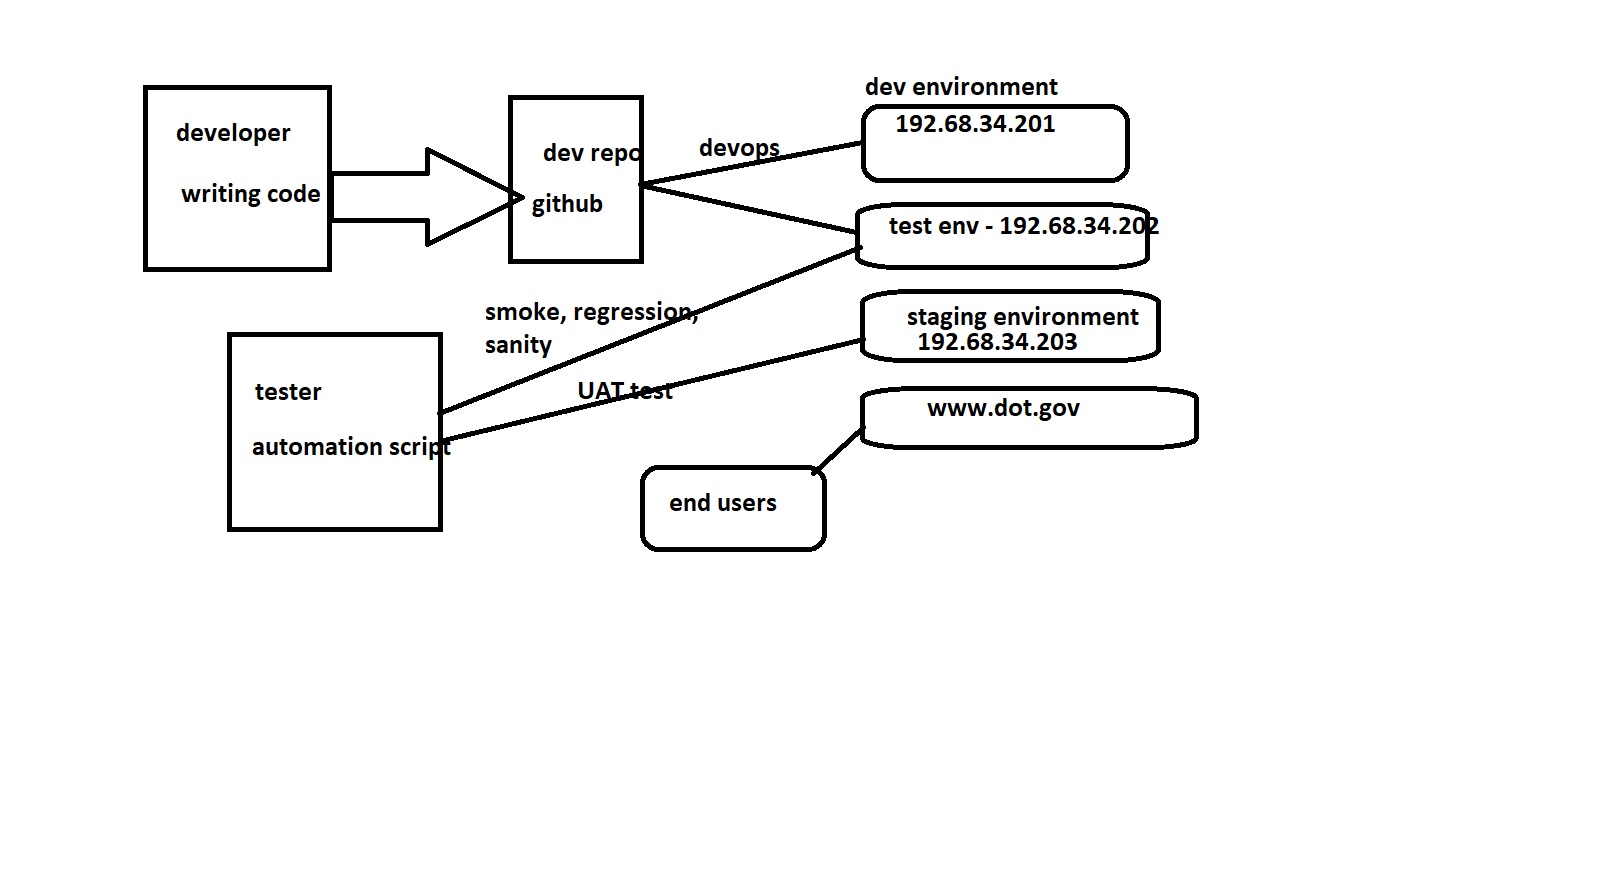 developer
writing code
dev repo
github
devops
dev environment
192.68.34.201
test env - 192.68.34.202
smoke, regression,
sanity
staging environment
192.68.34.203
tester
automation script
UAT test
www.dot.gov
end users